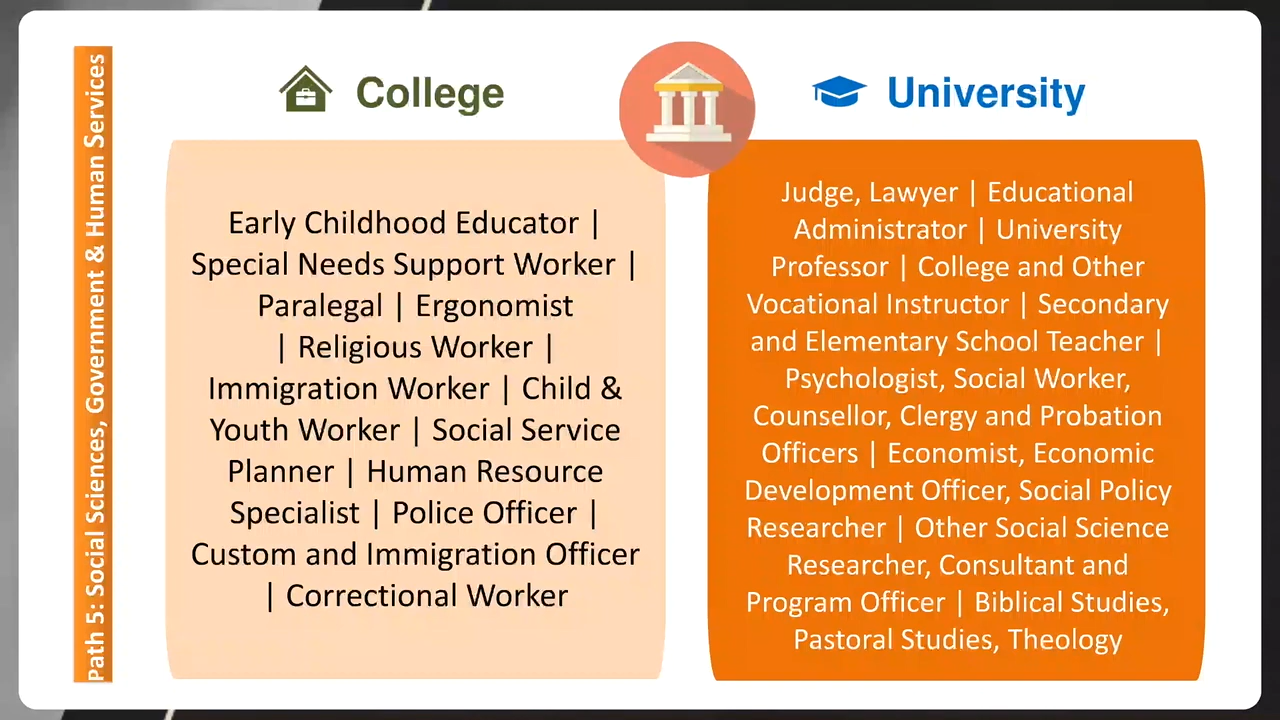 Path 5: Social Sciences, Government & Human Services
College
Early Childhood Educator |
Special Needs Support Worker |
Paralegal | Ergonomist
| Religious Worker |
Immigration Worker | Child &
Youth Worker | Social Service
Planner | Human Resource
Specialist | Police Officer |
Custom and Immigration Officer
| Correctional Worker
University
Judge, Lawyer | Educational
Administrator | University
Professor | College and Other
Vocational Instructor | Secondary
and Elementary School Teacher |
Psychologist, Social Worker,
Counsellor, Clergy and Probation
Officers | Economist, Economic
Development Officer, Social Policy
Researcher | Other Social Science
Researcher, Consultant and
Program Officer | Biblical Studies,
Pastoral Studies, Theology